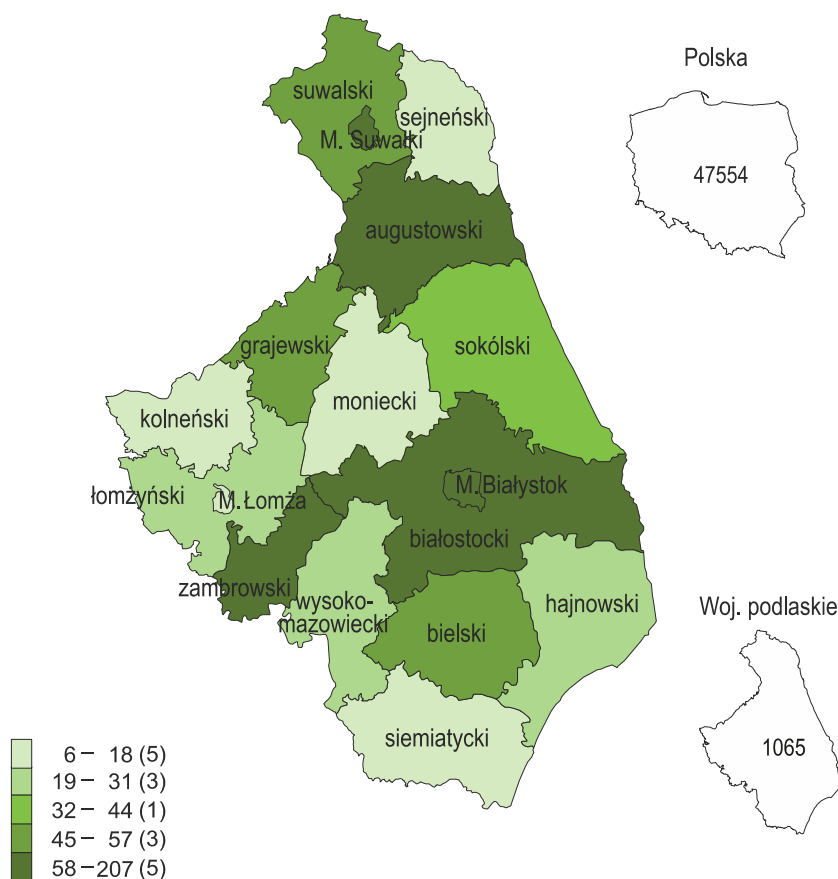 Polska
47554
suwalski
sejneński
M. Suwałki
augustowski
grajewski
sokólski
moniecki
kolneński
łomżyński
M. Łomża
M. Białystok
białostocki
zambrowski
wysoko-
mazowiecki
hajnowski
bielski
siemiatycki
Woj. podlaskie
1065
6 – 18 (5)
19 – 31 (3)
32 – 44 (1)
45 – 57 (3)
58 – 207 (5)